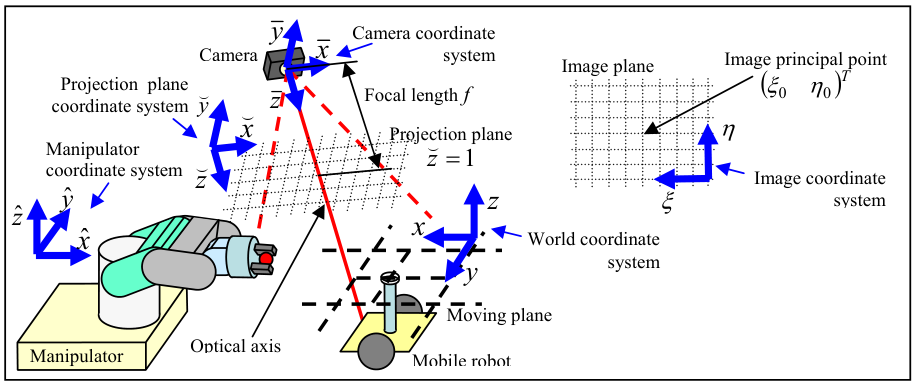 Camera
y̅
x̅
z̅
Camera coordinate
system
Focal length f
Projection plane
coordinate system
y̆
x̆
z̆
Projection plane
z̆ = 1
Manipulator
coordinate system
ẑ
ŷ
x̂
z
x
y
World coordinate
system
Moving plane
Optical axis
Manipulator
Mobile robot
Image plane
Image principal point
(ξ₀ η₀)ᵀ
η
ξ
Image coordinate
system